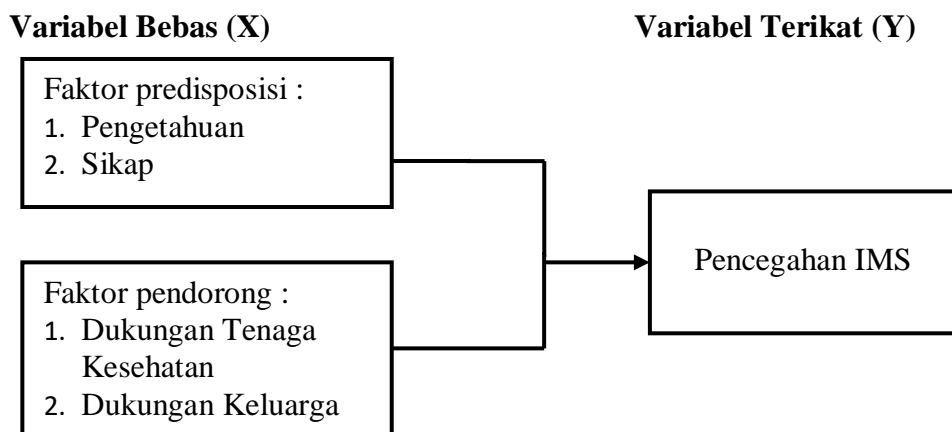 Variabel Bebas (X)
Variabel Terikat (Y)
Faktor predisposisi :
1. Pengetahuan
2. Sikap
Faktor pendorong :
1. Dukungan Tenaga
Kesehatan
2. Dukungan Keluarga
Pencegahan IMS